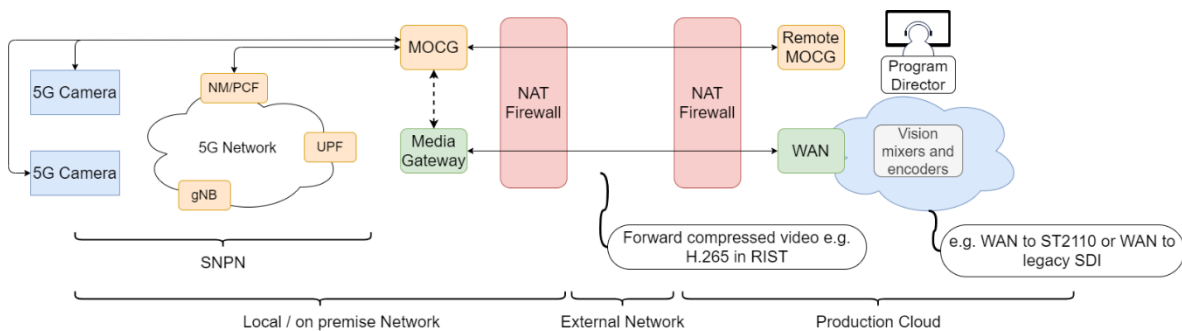 MOCG
Remote
MOCG
Program
Director
5G Camera
NM/PCF
NAT
Firewall
NAT
Firewall
5G Network
UPF
Media
Gateway
WAN
Vision
mixers and
encoders
5G Camera
gNB
Forward compressed video e.g.
H.265 in RIST
e.g. WAN to ST2110 or WAN to
legacy SDI
SNPN
Local / on premise Network
External Network
Production Cloud